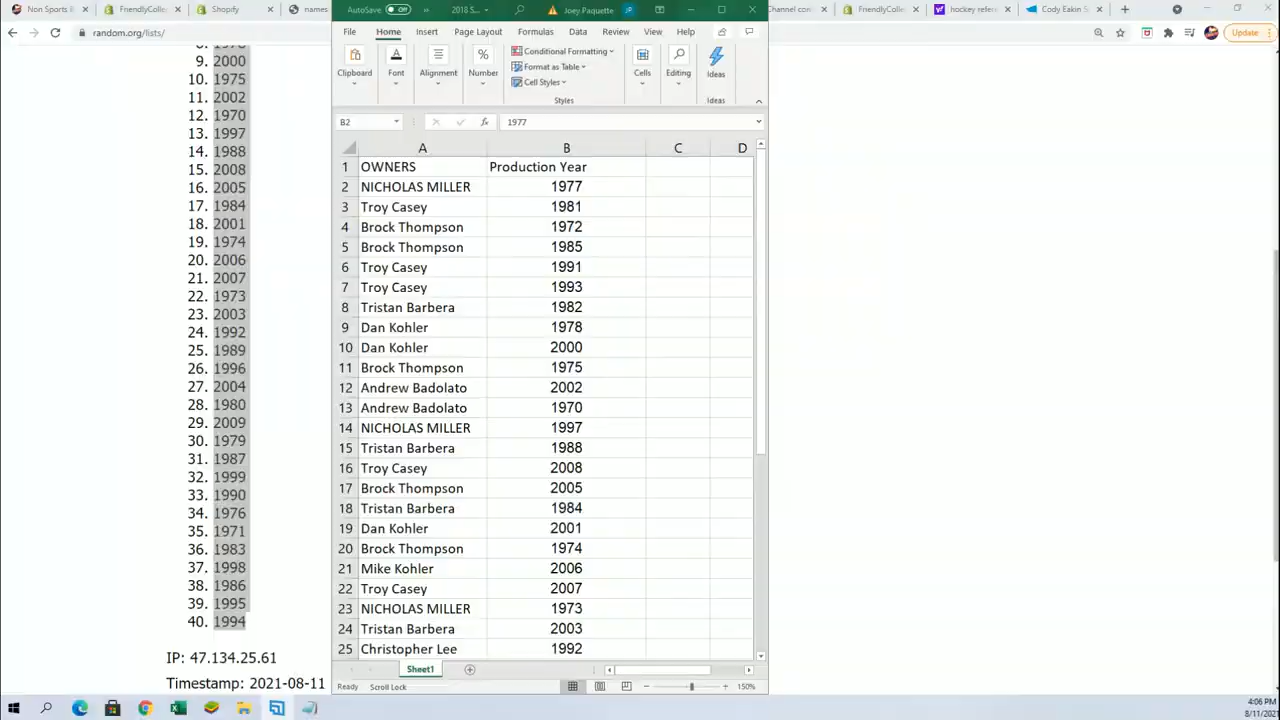 Non Sports B
FriendlyCollec
Shopify
names
AutoSave Off 2018 S...
Joey Paquette JP
Channel cont
FriendlyColle
hockey refere
Cody Eakin S
random.org/lists/
Update
File Home Insert Page Layout Formulas Data Review View Help
Clipboard
Font
Alignment
Number
Conditional Formatting
Format as Table
Cell Styles
Styles
Cells
Editing
Ideas
Ideas
B2 fx 1977
A B C D
1 OWNERS Production Year
2 NICHOLAS MILLER 1977
3 Troy Casey 1981
4 Brock Thompson 1972
5 Brock Thompson 1985
6 Troy Casey 1991
7 Troy Casey 1993
8 Tristan Barbera 1982
9 Dan Kohler 1978
10 Dan Kohler 2000
11 Brock Thompson 1975
12 Andrew Badolato 2002
13 Andrew Badolato 1970
14 NICHOLAS MILLER 1997
15 Tristan Barbera 1988
16 Troy Casey 2008
17 Brock Thompson 2005
18 Tristan Barbera 1984
19 Dan Kohler 2001
20 Brock Thompson 1974
21 Mike Kohler 2006
22 Troy Casey 2007
23 NICHOLAS MILLER 1973
24 Tristan Barbera 2003
25 Christopher Lee 1992
Sheet1
Ready Scroll Lock 150%
9. 2000
10. 1975
11. 2002
12. 1970
13. 1997
14. 1988
15. 2008
16. 2005
17. 1984
18. 2001
19. 1974
20. 2006
21. 2007
22. 1973
23. 2003
24. 1992
25. 1989
26. 1996
27. 2004
28. 1980
29. 2009
30. 1979
31. 1987
32. 1999
33. 1990
34. 1976
35. 1971
36. 1983
37. 1998
38. 1986
39. 1995
40. 1994
IP: 47.134.25.61
Timestamp: 2021-08-11
4:06 PM
8/11/2021